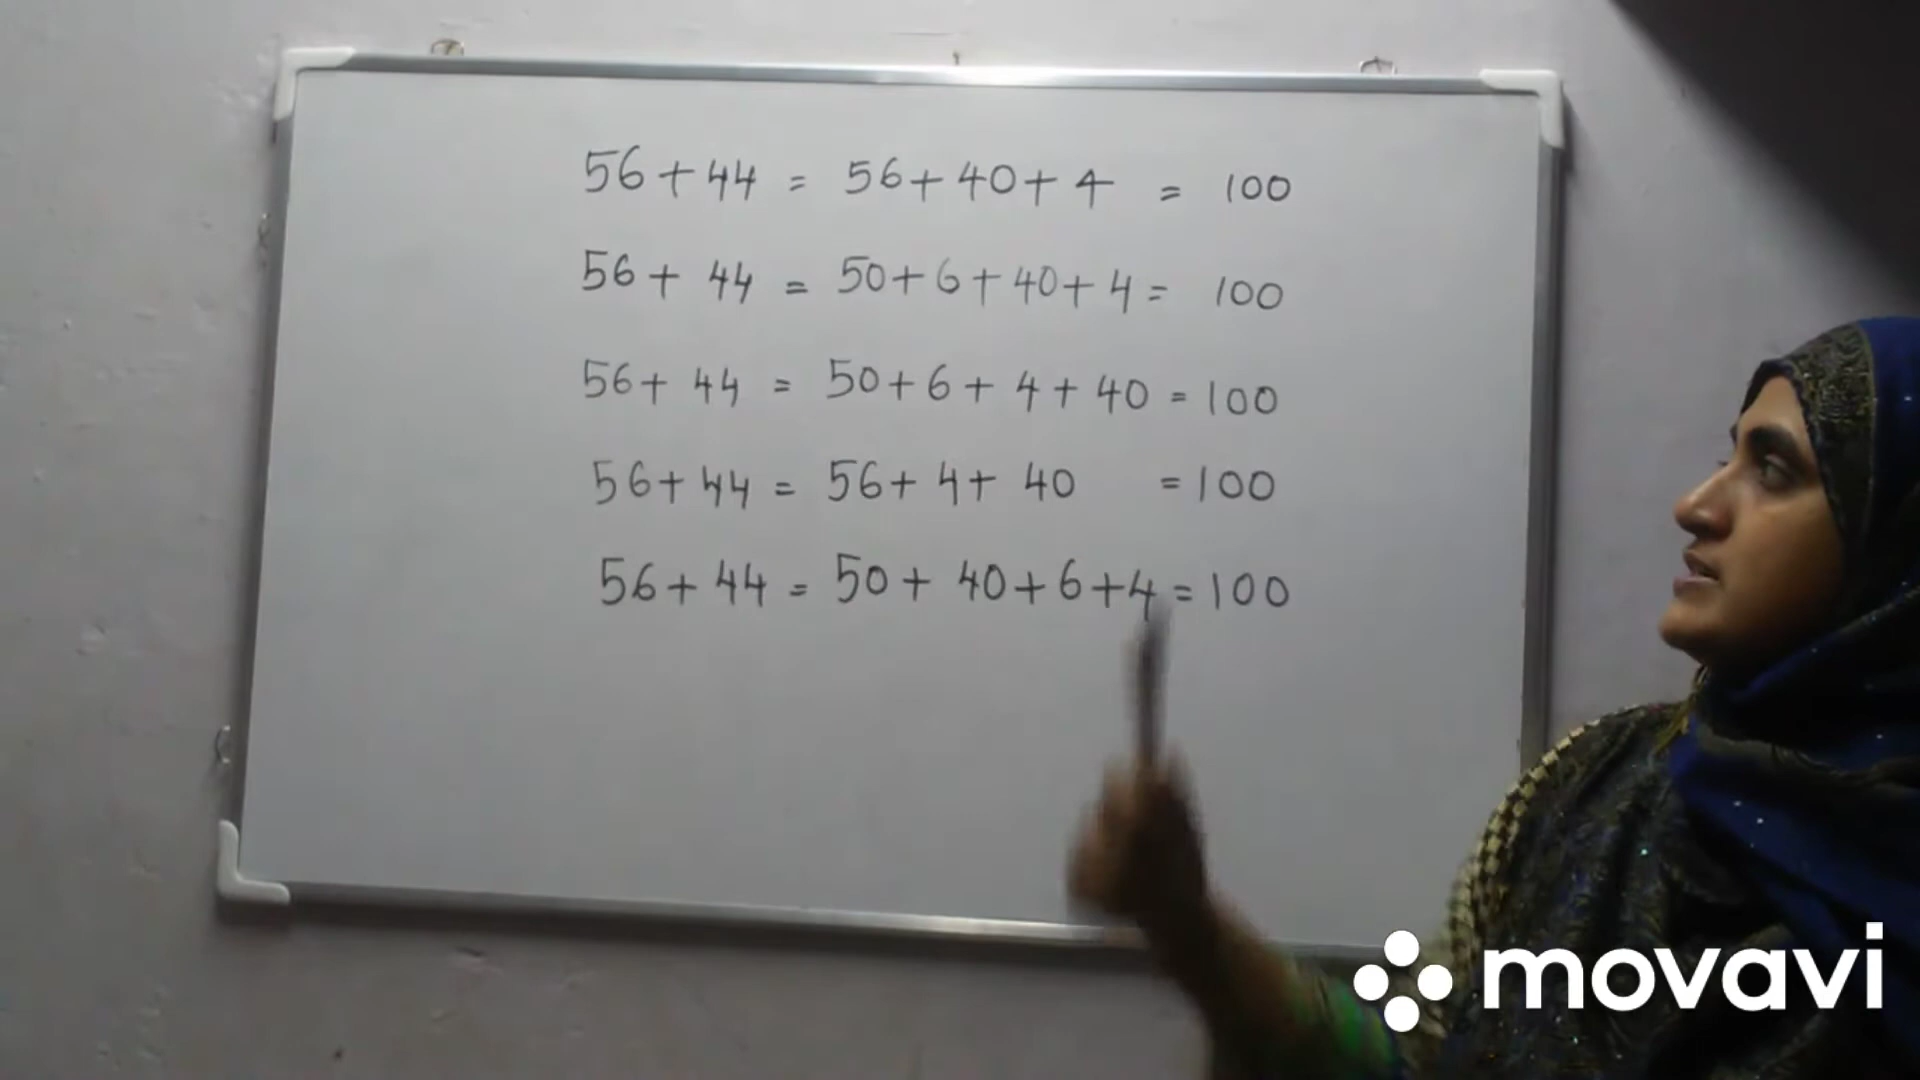 56+44 = 56+40+4 = 100
56+ 44 = 50+6+40+4 = 100
56+ 44 = 50+6+4+40 = 100
56+44 = 56+4+ 40 = 100
56+44 = 50+ 40+6+4 = 100
movavi